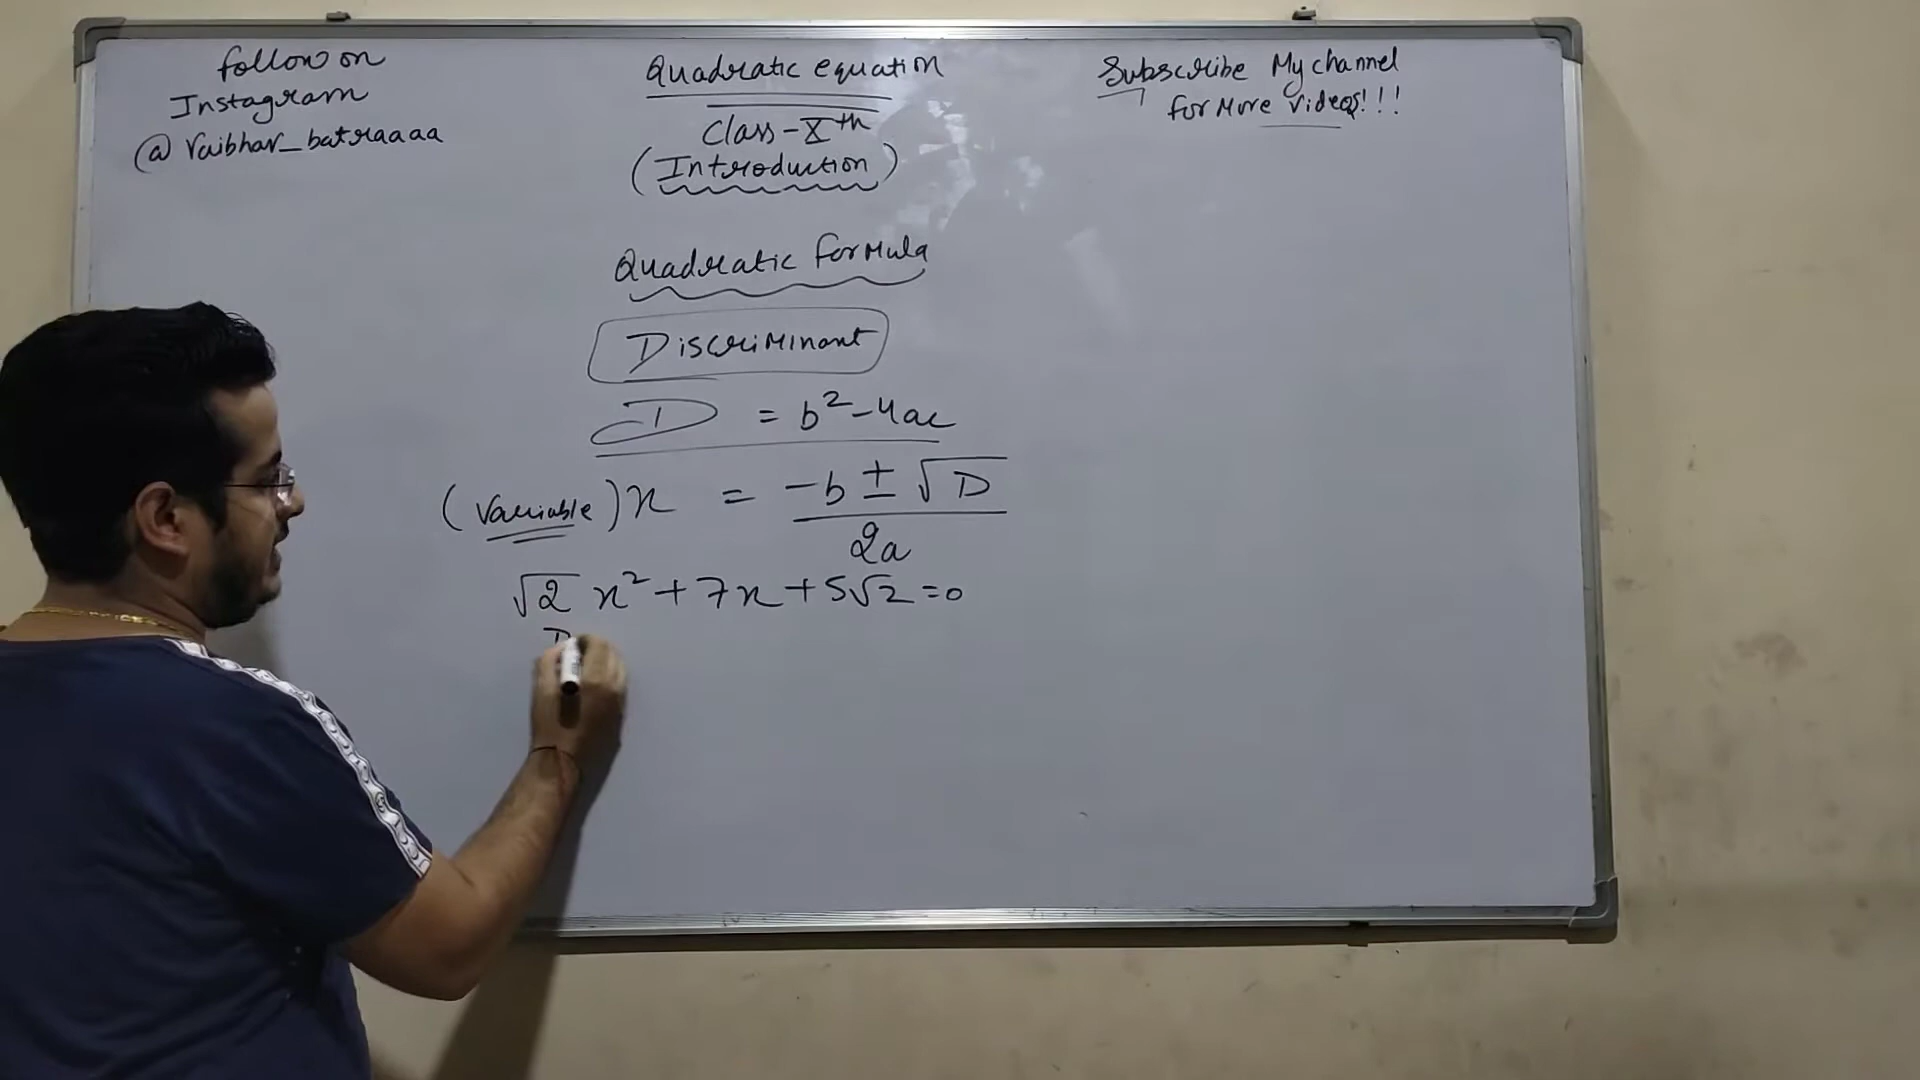 follow on
Instagram
@ vaibhav_batraaaa
Quadratic equation
Class-Xth
(Introduction)
Subscribe My channel
for More videos!!!
Quadratic formula
Discriminant
D = b²-4ac
(variable) x = -b ± √D
2a
√2 x² + 7x + 5√2 = 0
D